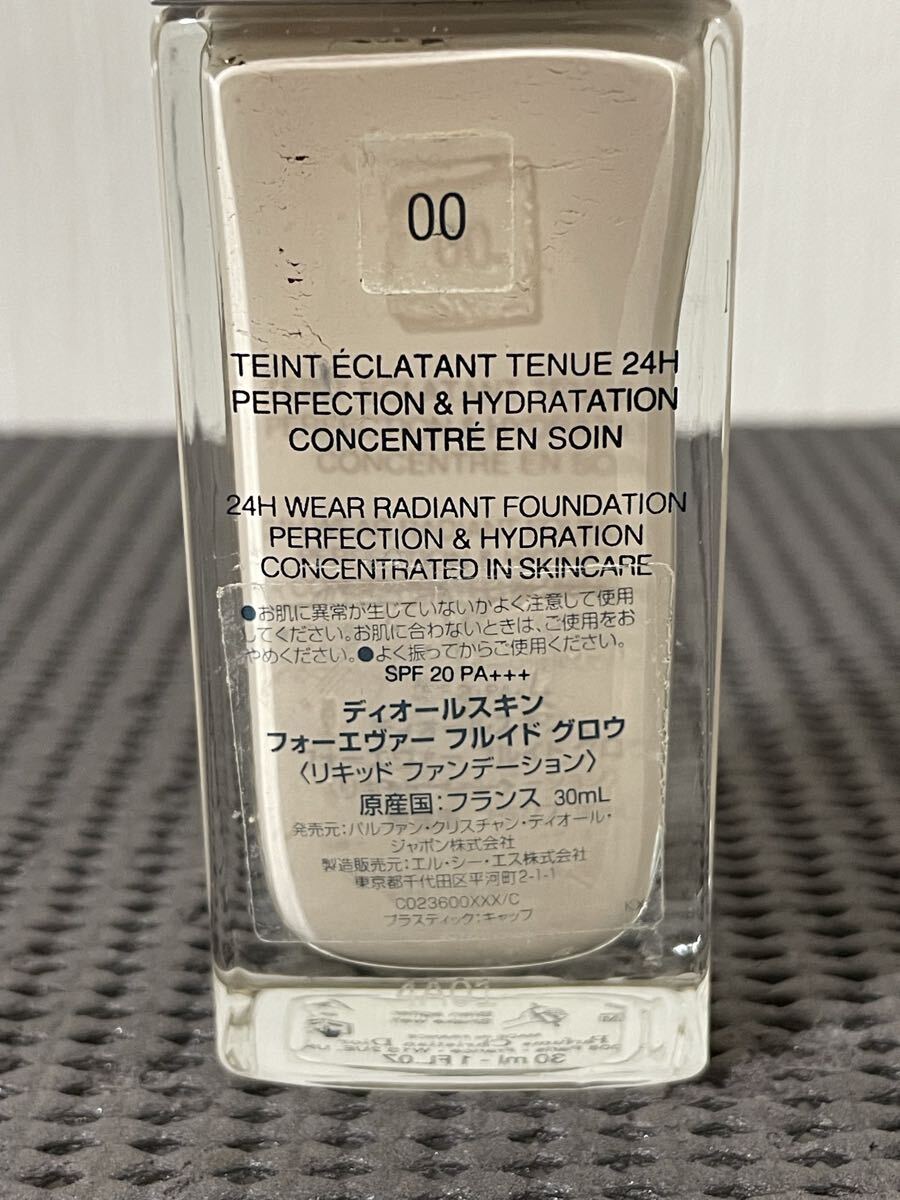 00
TEINT ÉCLATANT TENUE 24H
PERFECTION & HYDRATATION
CONCENTRÉ EN SOIN
24H WEAR RADIANT FOUNDATION
PERFECTION & HYDRATION
CONCENTRATED IN SKINCARE
●お肌に異常が生じていないかよく注意して使用
してください。お肌に合わないときは、ご使用をお
やめください。●よく振ってからご使用ください。
SPF 20 PA+++
ディオールスキン
フォーエヴァー フルイド グロウ
〈リキッド ファンデーション〉
原産国:フランス 30mL
発売元:パルファン・クリスチャン・ディオール・
ジャポン株式会社
製造販売元:エル・シー・エス株式会社
東京都千代田区平河町2-1-1
C023600XXX/C
プラスティック:キャップ
4A01
Parfums Christian Dior
30 ml - 1 FL. OZ